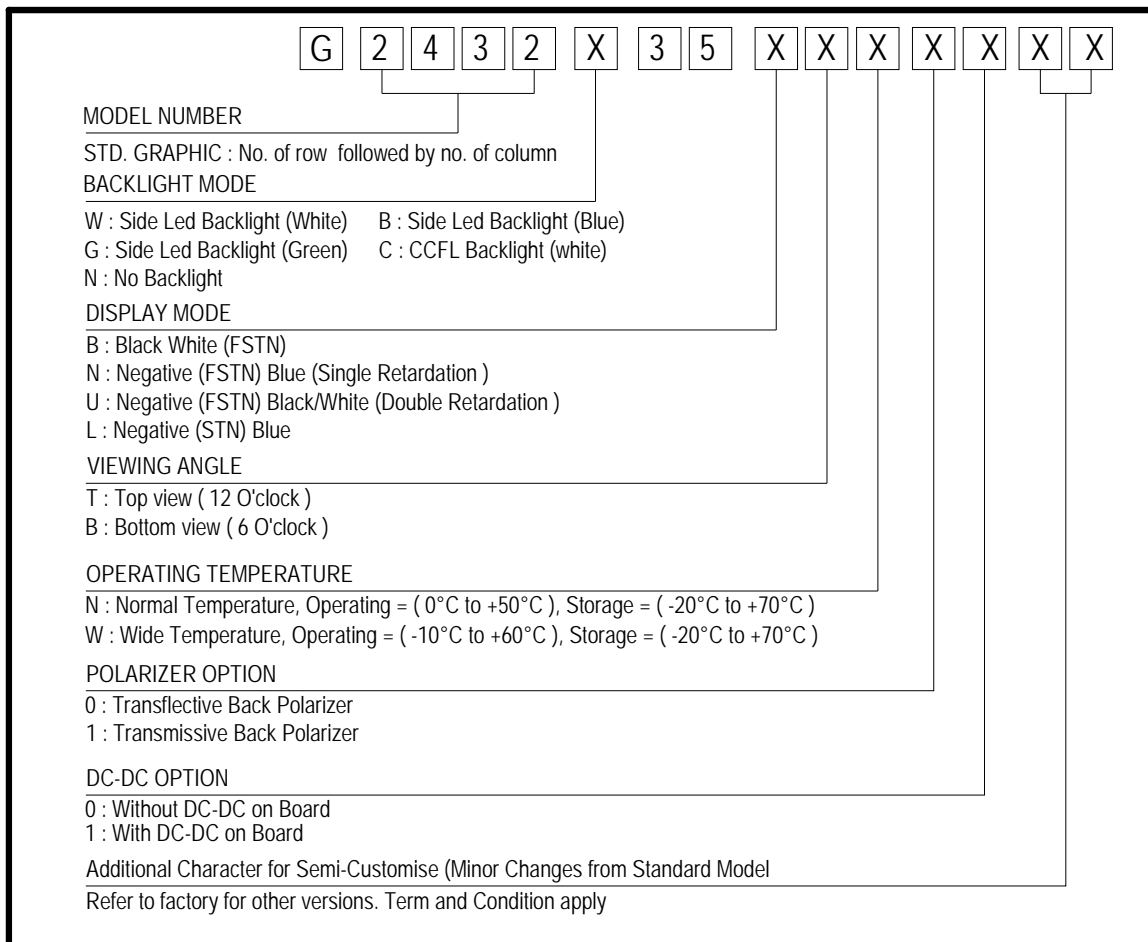 G 2 4 3 2 X 3 5 X X X X X X X
MODEL NUMBER
STD. GRAPHIC : No. of row followed by no. of column
BACKLIGHT MODE
W : Side Led Backlight (White) B : Side Led Backlight (Blue)
G : Side Led Backlight (Green) C : CCFL Backlight (white)
N : No Backlight
DISPLAY MODE
B : Black White (FSTN)
N : Negative (FSTN) Blue (Single Retardation )
U : Negative (FSTN) Black/White (Double Retardation )
L : Negative (STN) Blue
VIEWING ANGLE
T : Top view ( 12 O'clock )
B : Bottom view ( 6 O'clock )
OPERATING TEMPERATURE
N : Normal Temperature, Operating = ( 0°C to +50°C ), Storage = ( -20°C to +70°C )
W : Wide Temperature, Operating = ( -10°C to +60°C ), Storage = ( -20°C to +70°C )
POLARIZER OPTION
0 : Transflective Back Polarizer
1 : Transmissive Back Polarizer
DC-DC OPTION
0 : Without DC-DC on Board
1 : With DC-DC on Board
Additional Character for Semi-Customise (Minor Changes from Standard Model
Refer to factory for other versions. Term and Condition apply